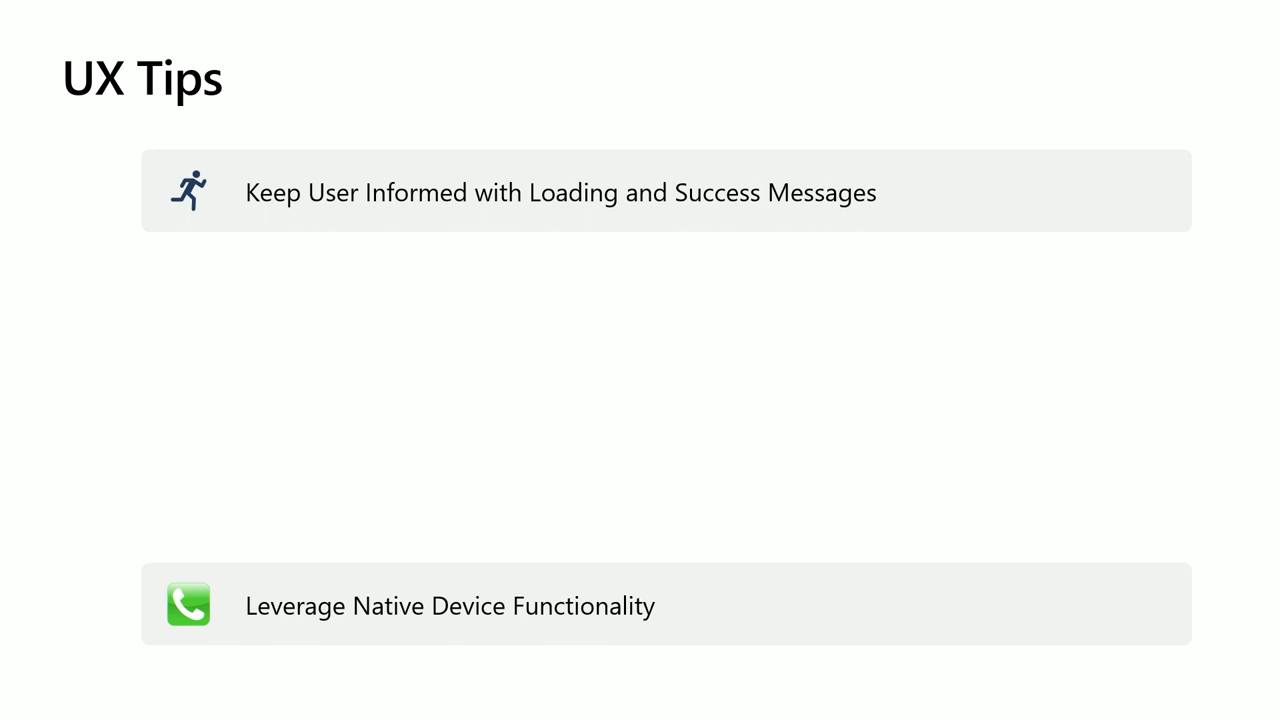 UX Tips
Keep User Informed with Loading and Success Messages
Leverage Native Device Functionality